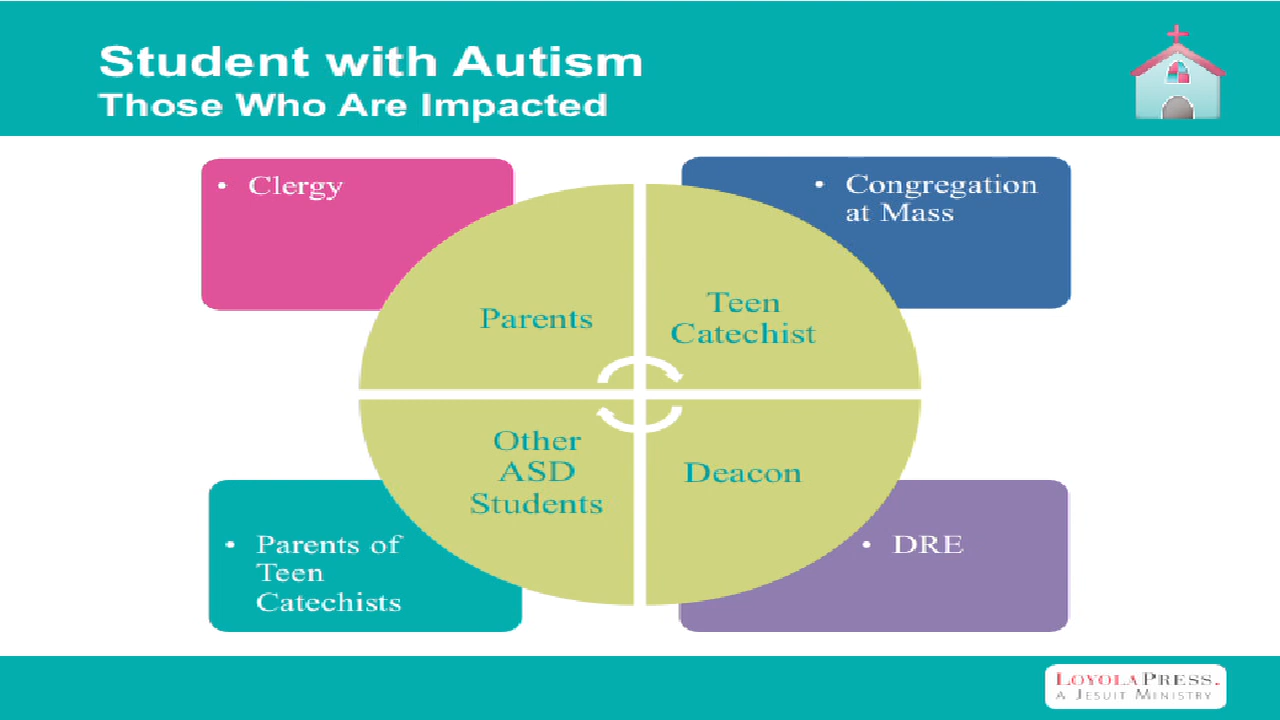 Student with Autism
Those Who Are Impacted
• Clergy
• Congregation
at Mass
Parents
Teen
Catechist
Other
ASD
Students
Deacon
• Parents of
Teen
Catechists
• DRE
LOYOLAPRESS.
A JESUIT MINISTRY